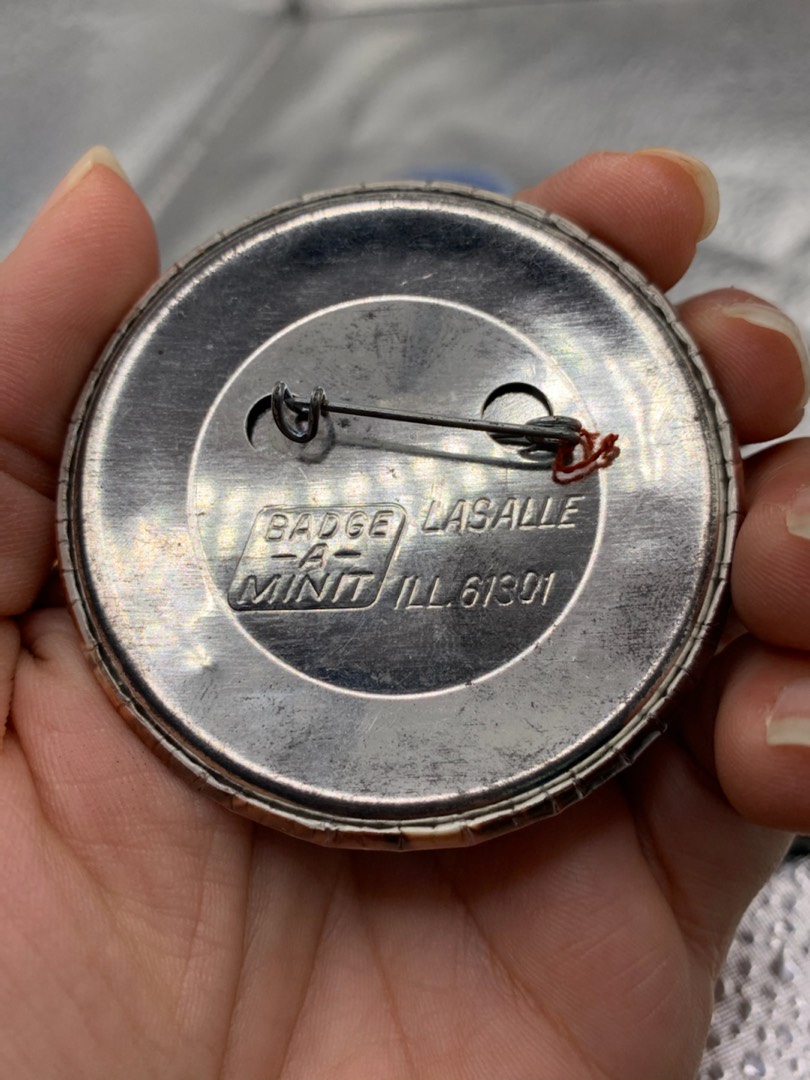 BADGE
-A-
MINIT
LASALLE
ILL. 61301